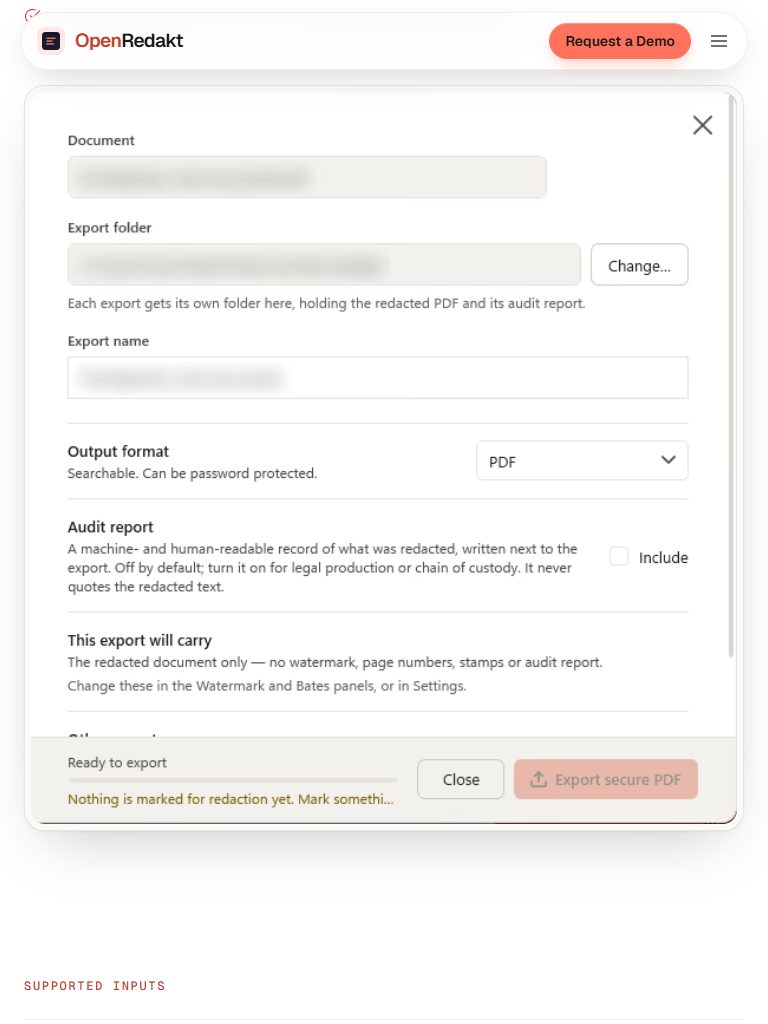 OpenRedakt
Request a Demo
Document
Export folder
Change...
Each export gets its own folder here, holding the redacted PDF and its audit report.
Export name
Output format
Searchable. Can be password protected.
PDF
Audit report
A machine- and human-readable record of what was redacted, written next to the
export. Off by default; turn it on for legal production or chain of custody. It never
quotes the redacted text.
Include
This export will carry
The redacted document only — no watermark, page numbers, stamps or audit report.
Change these in the Watermark and Bates panels, or in Settings.
Ready to export
Nothing is marked for redaction yet. Mark somethi...
Close
Export secure PDF
SUPPORTED INPUTS